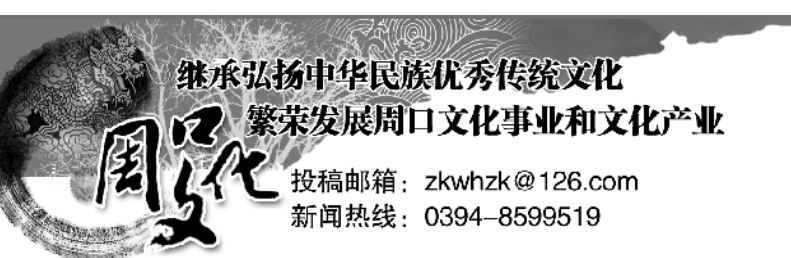 继承弘扬中华民族优秀传统文化
繁荣发展周口文化事业和文化产业
周口文化
投稿邮箱：zkwhzk@126.com
新闻热线：0394-8599519